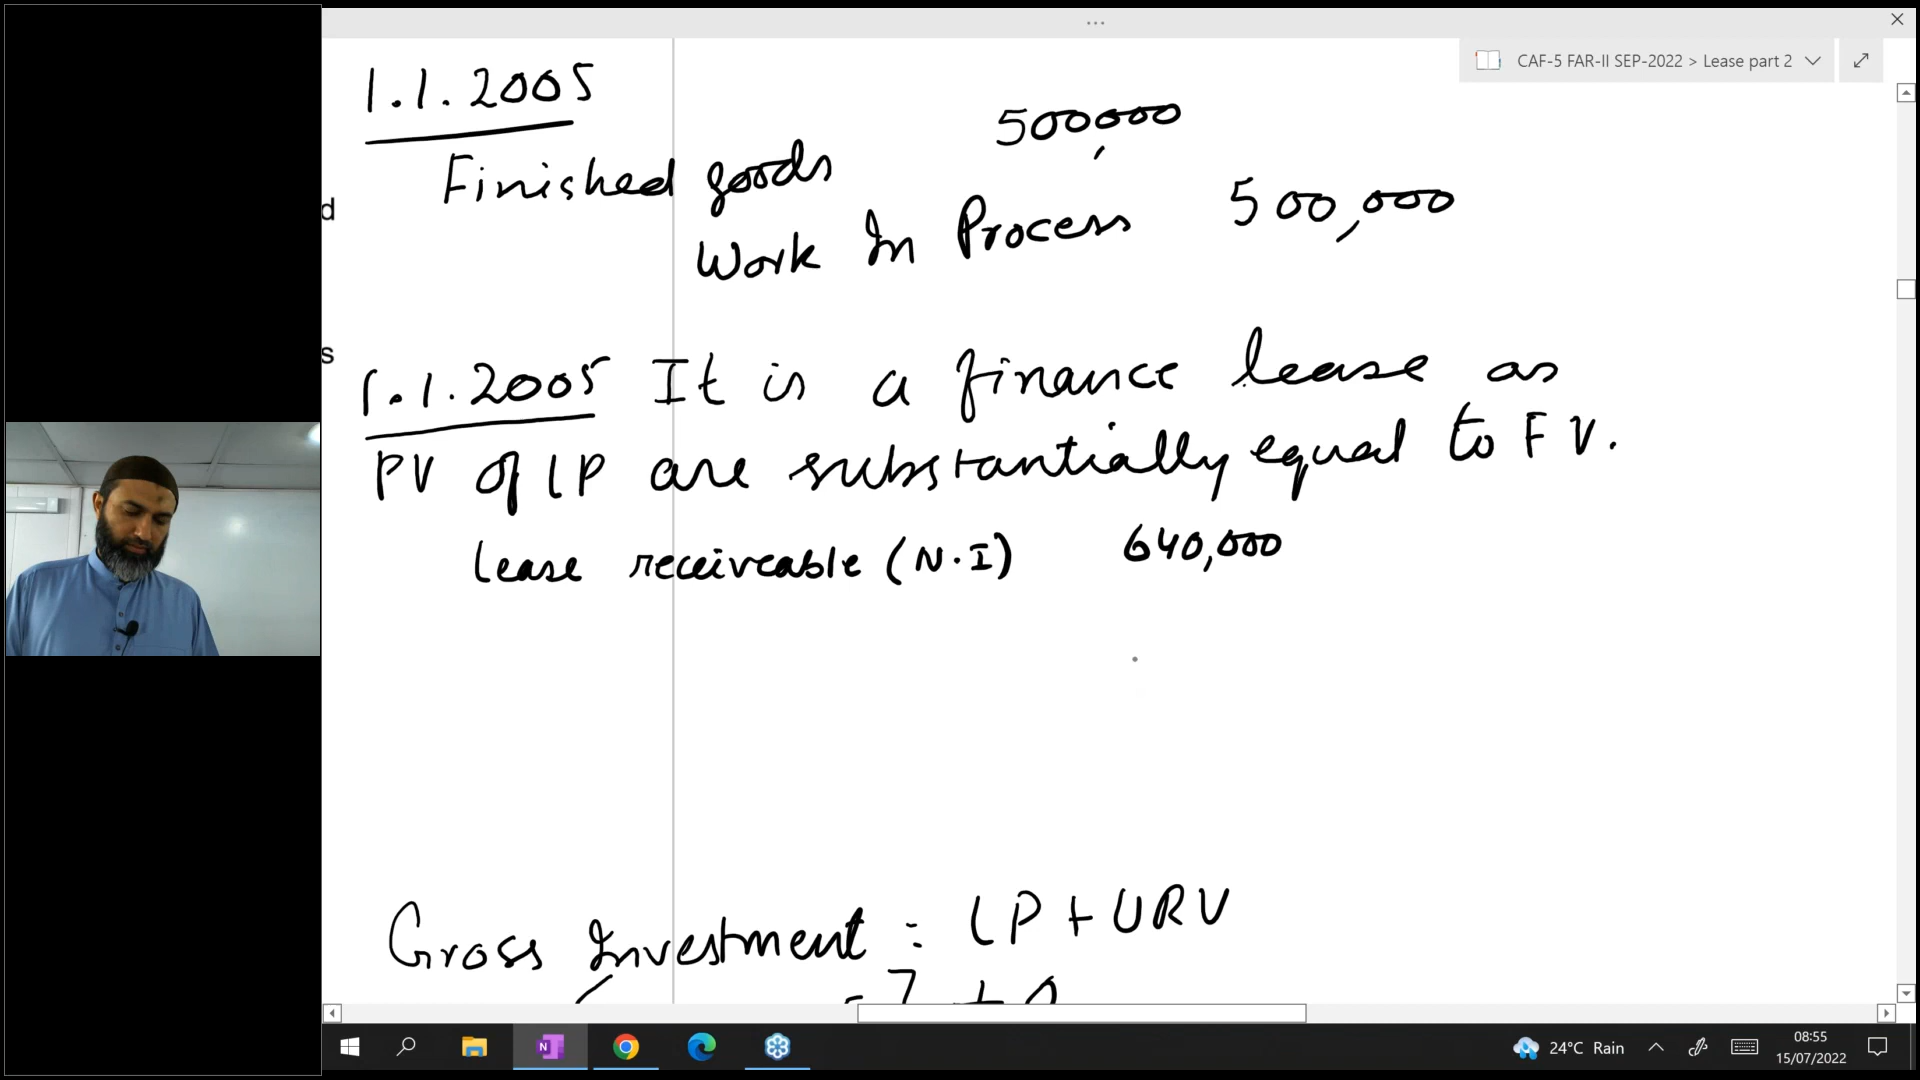 CAF-5 FAR-II SEP-2022 > Lease part 2
1.1.2005
Finished goods 500,000
Work In Process 500,000
d
s
1.1.2005 It is a finance lease as
PV of LP are substantially equal to FV.
Lease receiveable (N.I) 640,000
Gross Investment = LP + URV
24°C Rain
08:55
15/07/2022